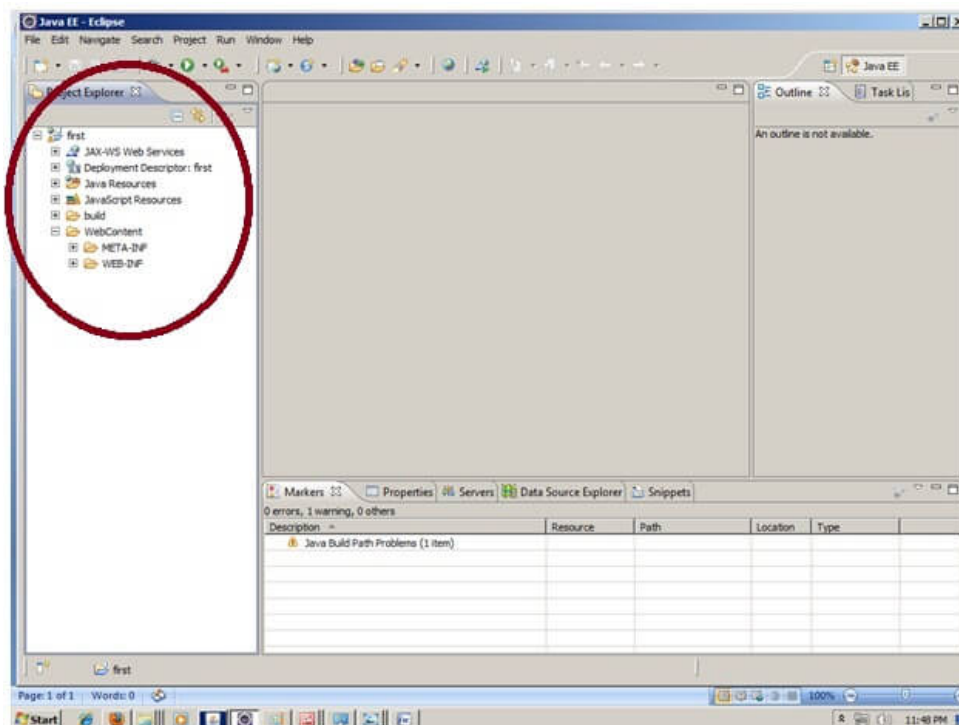 Java EE - Eclipse
File Edit Navigate Search Project Run Window Help
Java EE
Project Explorer
Outline
Task Lis
first
An outline is not available.
JAX-WS Web Services
Deployment Descriptor: first
Java Resources
JavaScript Resources
build
WebContent
META-INF
WEB-INF
Markers Properties Servers Data Source Explorer Snippets
0 errors, 1 warning, 0 others
Description Resource Path Location Type
Java Build Path Problems (1 item)
first
Page: 1 of 1 Words: 0 100%
Start 11:48 PM